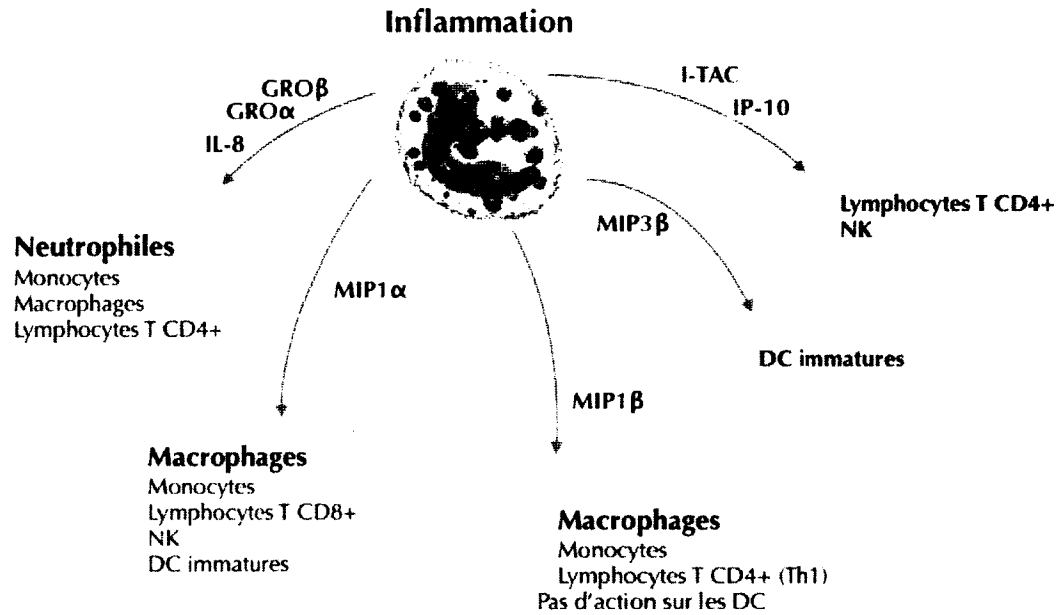 Inflammation
GROβ
GROα
IL-8
I-TAC
IP-10
Lymphocytes T CD4+
NK
MIP3β
Neutrophiles
Monocytes
Macrophages
Lymphocytes T CD4+
MIP1α
DC immatures
MIP1β
Macrophages
Monocytes
Lymphocytes T CD8+
NK
DC immatures
Macrophages
Monocytes
Lymphocytes T CD4+ (Th1)
Pas d'action sur les DC